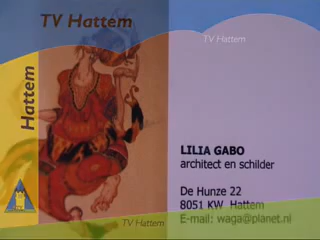 TV Hattem
TV Hattem
Hattem
LILIA GABO
architect en schilder
De Hunze 22
8051 KW Hattem
E-mail: waga@planet.nl
TV Hattem